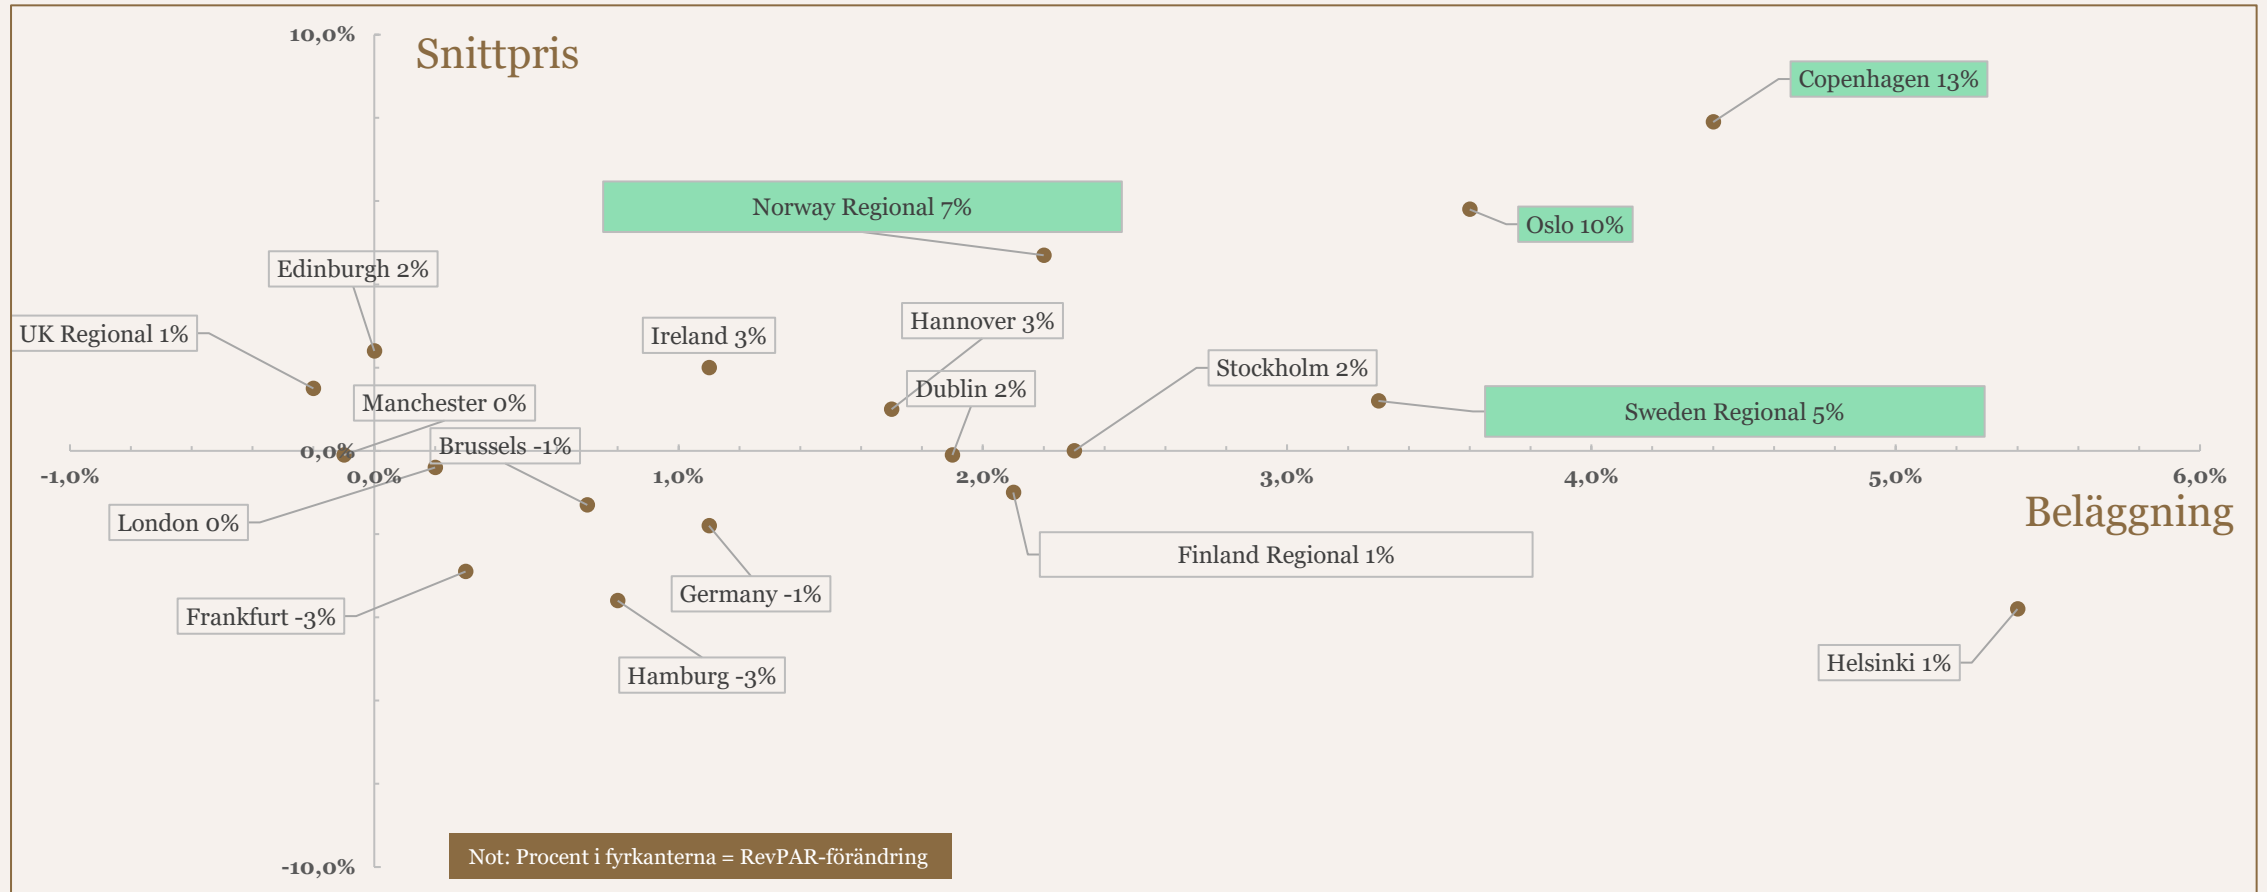 10,0%
Snittpris
Copenhagen 13%
Norway Regional 7%
Oslo 10%
Edinburgh 2%
UK Regional 1%
Ireland 3%
Hannover 3%
Stockholm 2%
Dublin 2%
Manchester 0%
Sweden Regional 5%
Brussels -1%
0,0%
-1,0%
0,0%
1,0%
2,0%
3,0%
4,0%
5,0%
6,0%
Beläggning
London 0%
Finland Regional 1%
Germany -1%
Frankfurt -3%
Helsinki 1%
Hamburg -3%
Not: Procent i fyrkanterna = RevPAR-förändring
-10,0%